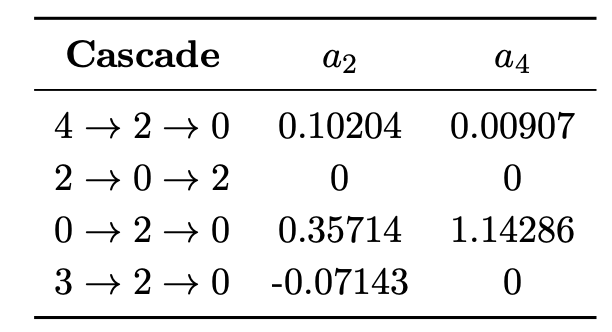 Cascade a₂ a₄
4 → 2 → 0 0.10204 0.00907
2 → 0 → 2 0 0
0 → 2 → 0 0.35714 1.14286
3 → 2 → 0 -0.07143 0